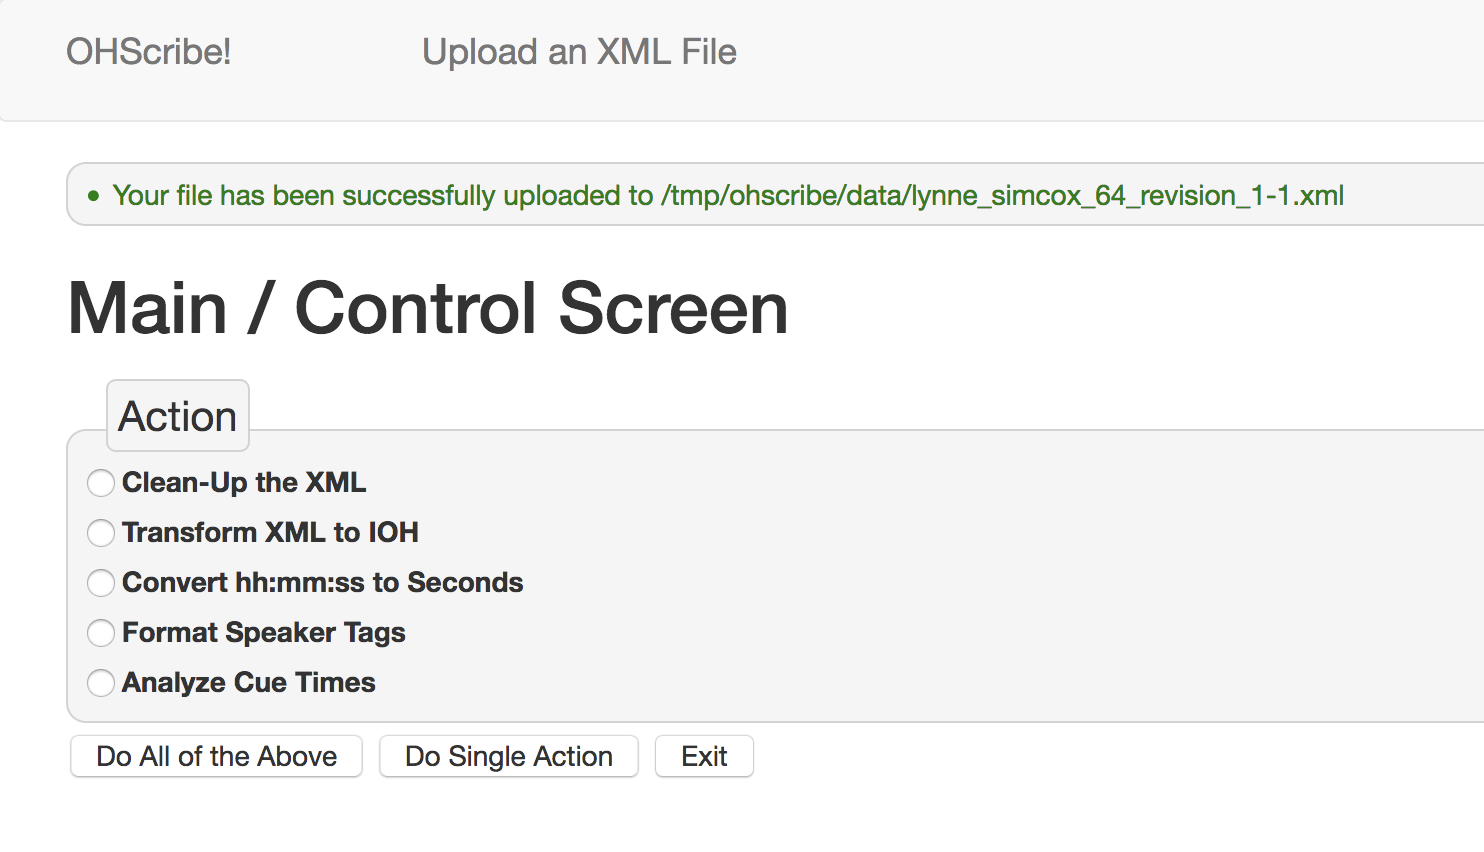 OHScribe! Upload an XML File
Your file has been successfully uploaded to /tmp/ohscribe/data/lynne_simcox_64_revision_1-1.xml
Main / Control Screen
Action
Clean-Up the XML
Transform XML to IOH
Convert hh:mm:ss to Seconds
Format Speaker Tags
Analyze Cue Times
Do All of the Above Do Single Action Exit